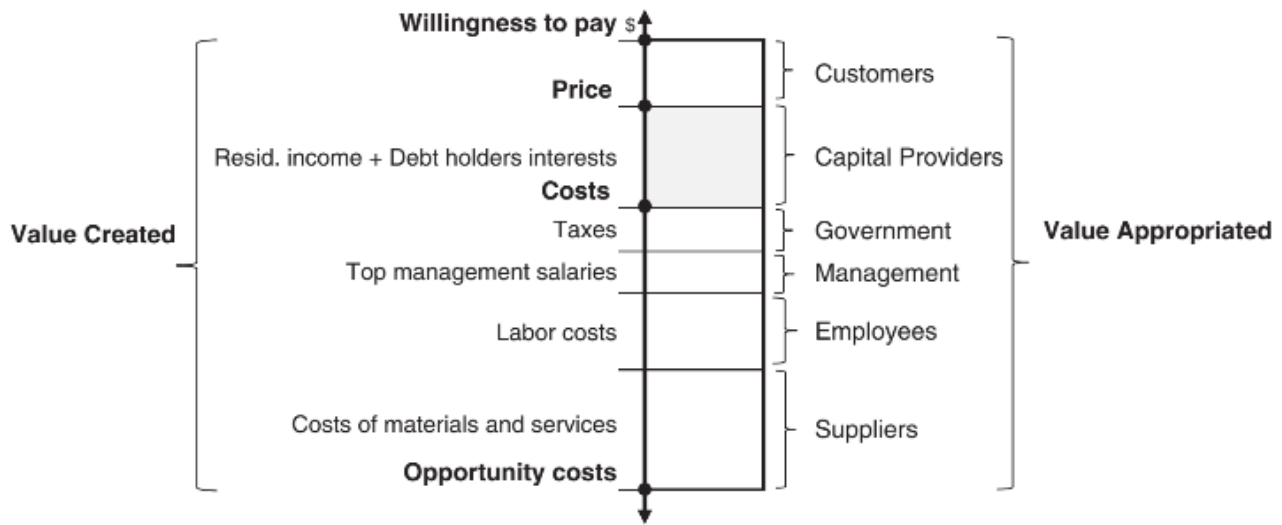 Willingness to pay $
Customers
Price
Resid. income + Debt holders interests
Capital Providers
Costs
Value Created
Taxes
Government
Value Appropriated
Top management salaries
Management
Labor costs
Employees
Costs of materials and services
Suppliers
Opportunity costs